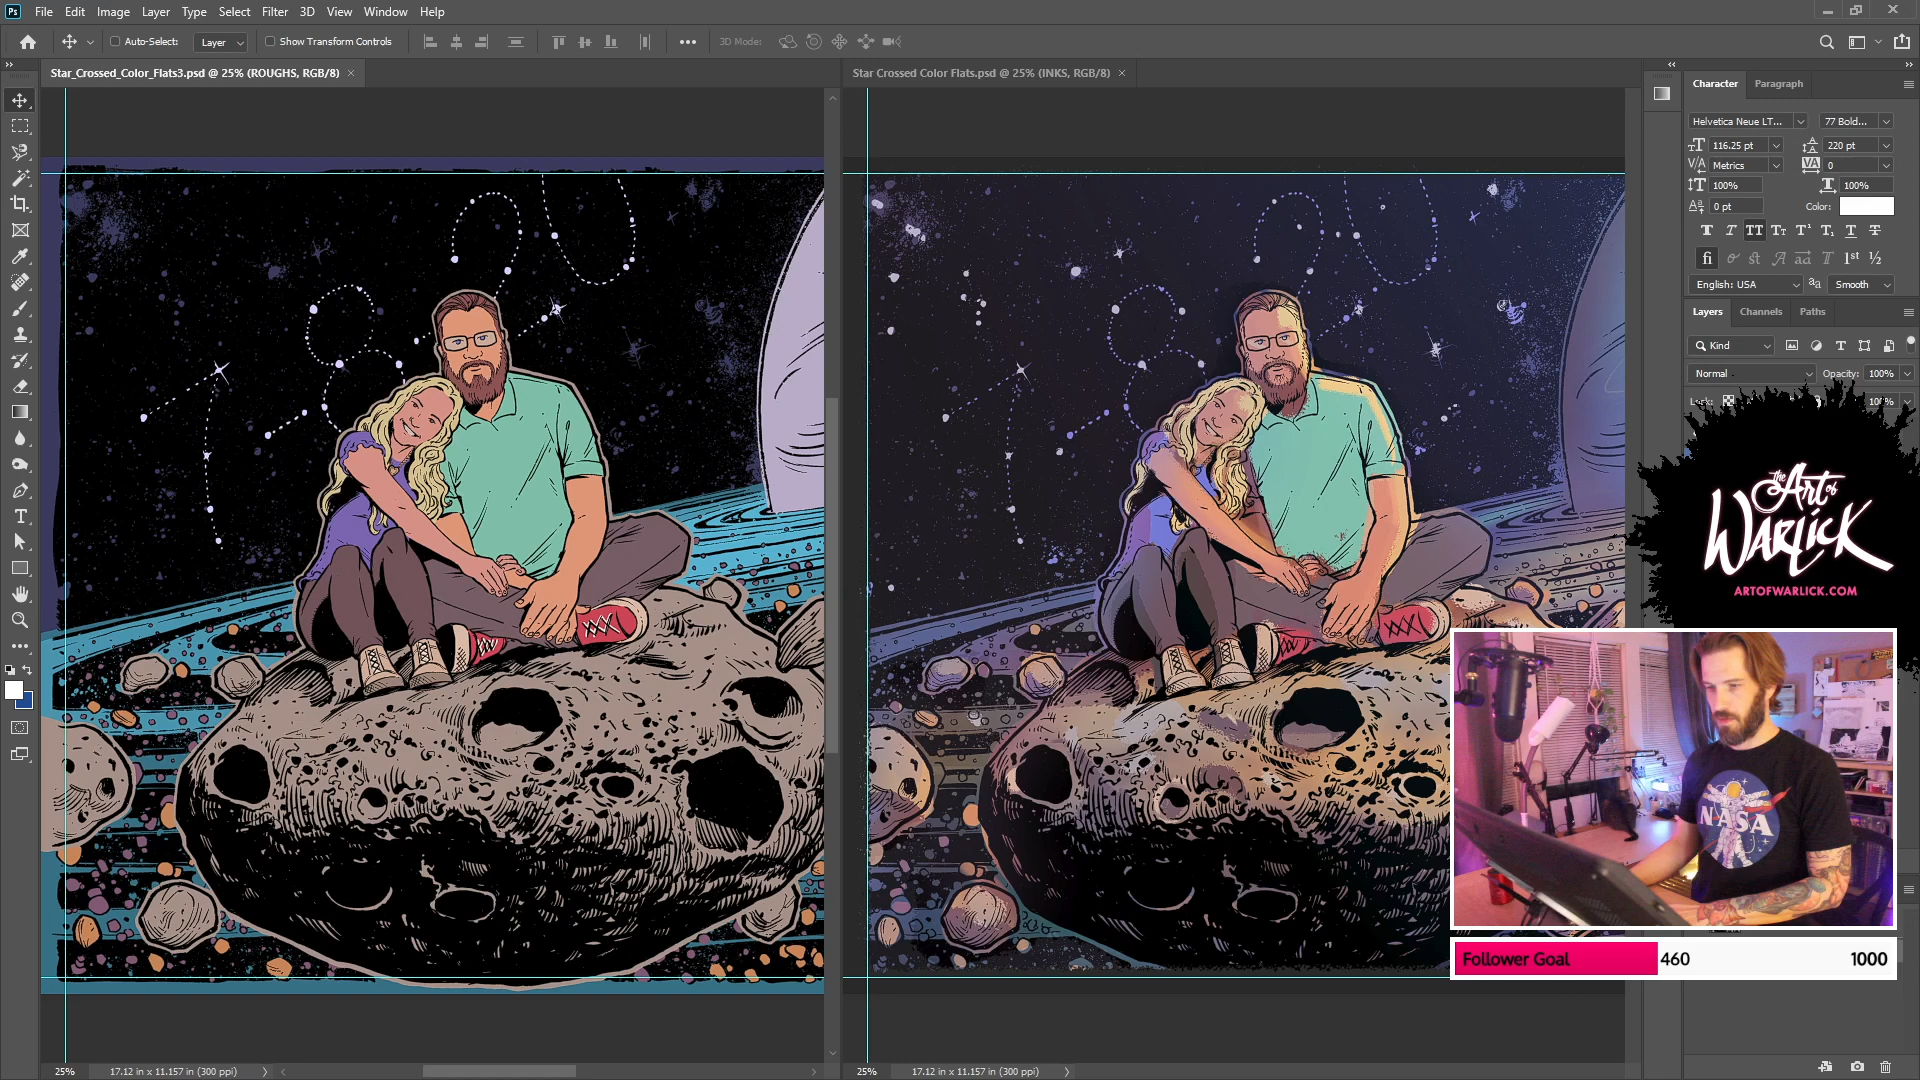 Ps File Edit Image Layer Type Select Filter 3D View Window Help
Auto-Select: Layer Show Transform Controls 3D Mode:
Star_Crossed_Color_Flats3.psd @ 25% (ROUGHS, RGB/8) ×
Star Crossed Color Flats.psd @ 25% (INKS, RGB/8) ×
Character Paragraph
Helvetica Neue LT... 77 Bold...
116.25 pt 220 pt
Metrics 0
100% 100%
0 pt Color:
English: USA Smooth
Layers Channels Paths
Kind
Normal Opacity: 100%
Lock: 100%
the Art of
Warlick
ARTOFWARLICK.COM
NASA
Follower Goal 460 1000
25% 17.12 in x 11.157 in (300 ppi)
25% 17.12 in x 11.157 in (300 ppi)